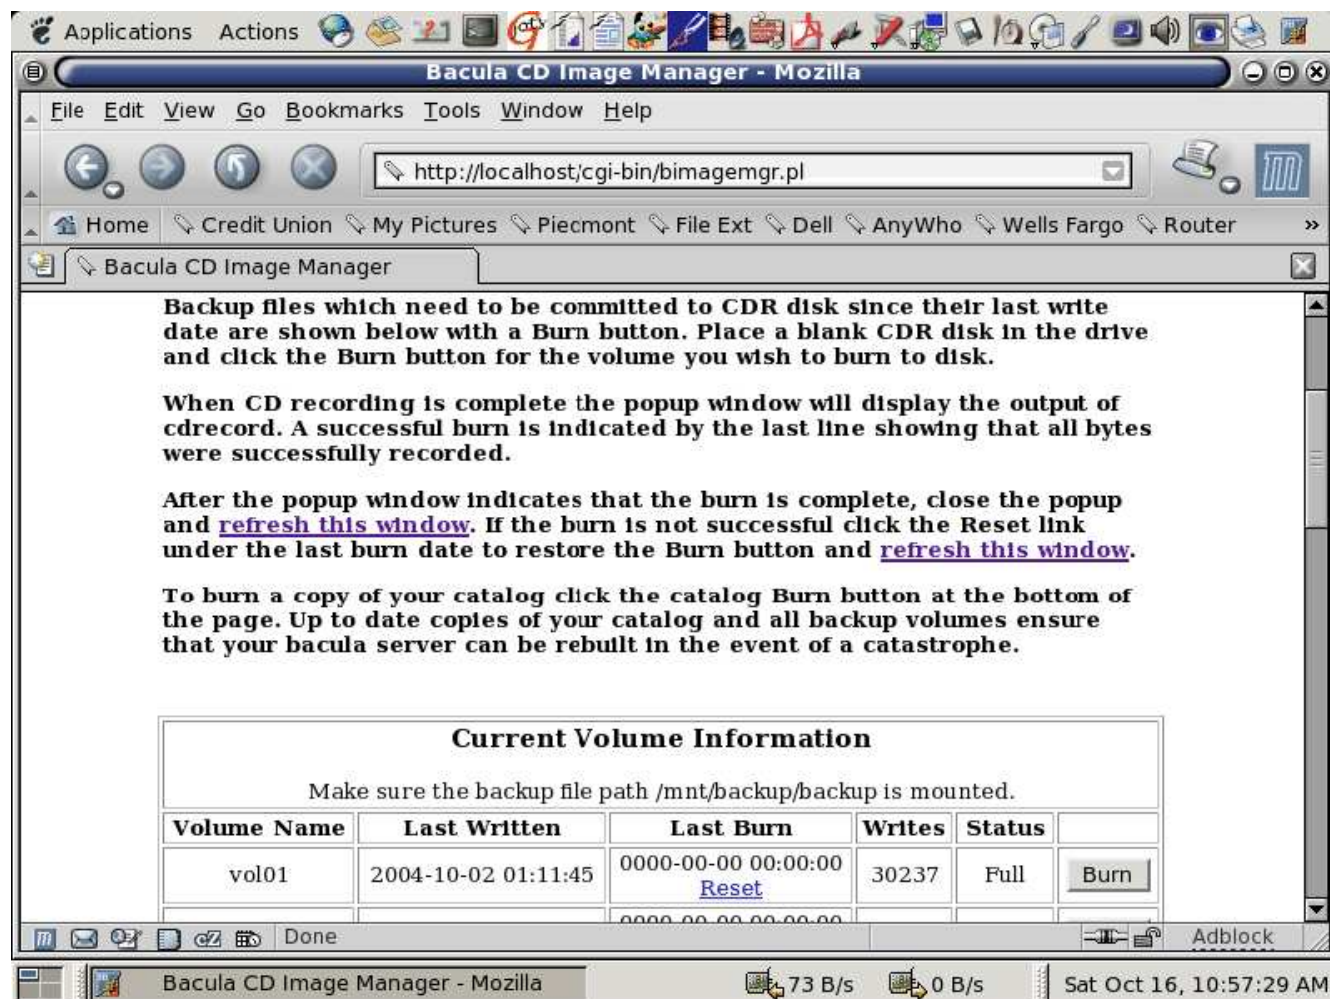 Applications Actions
Bacula CD Image Manager - Mozilla
File Edit View Go Bookmarks Tools Window Help
http://localhost/cgi-bin/bimagemgr.pl
Home Credit Union My Pictures Piecmont File Ext Dell AnyWho Wells Fargo Router »
Bacula CD Image Manager
Backup files which need to be committed to CDR disk since their last write
date are shown below with a Burn button. Place a blank CDR disk in the drive
and click the Burn button for the volume you wish to burn to disk.
When CD recording is complete the popup window will display the output of
cdrecord. A successful burn is indicated by the last line showing that all bytes
were successfully recorded.
After the popup window indicates that the burn is complete, close the popup
and refresh this window. If the burn is not successful click the Reset link
under the last burn date to restore the Burn button and refresh this window.
To burn a copy of your catalog click the catalog Burn button at the bottom of
the page. Up to date copies of your catalog and all backup volumes ensure
that your bacula server can be rebuilt in the event of a catastrophe.
Current Volume Information
Make sure the backup file path /mnt/backup/backup is mounted.
Volume Name Last Written Last Burn Writes Status
vol01 2004-10-02 01:11:45 0000-00-00 00:00:00 30237 Full Burn
Reset
0000-00-00 00:00:00
Done Adblock
Bacula CD Image Manager - Mozilla 73 B/s 0 B/s Sat Oct 16, 10:57:29 AM